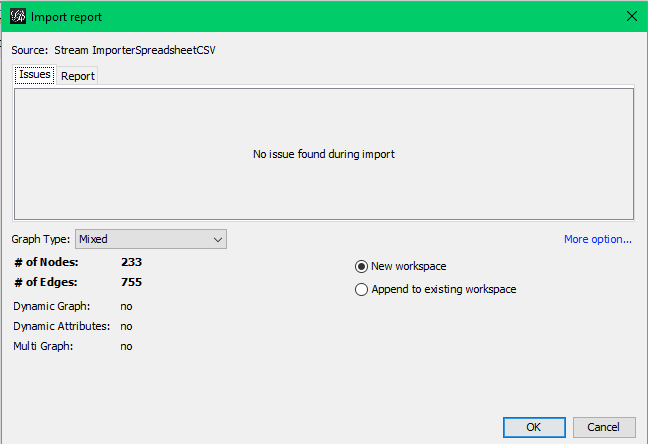 Import report
Source: Stream ImporterSpreadsheetCSV
Issues Report
No issue found during import
Graph Type: Mixed More option...
# of Nodes: 233 New workspace
# of Edges: 755 Append to existing workspace
Dynamic Graph: no
Dynamic Attributes: no
Multi Graph: no
OK Cancel